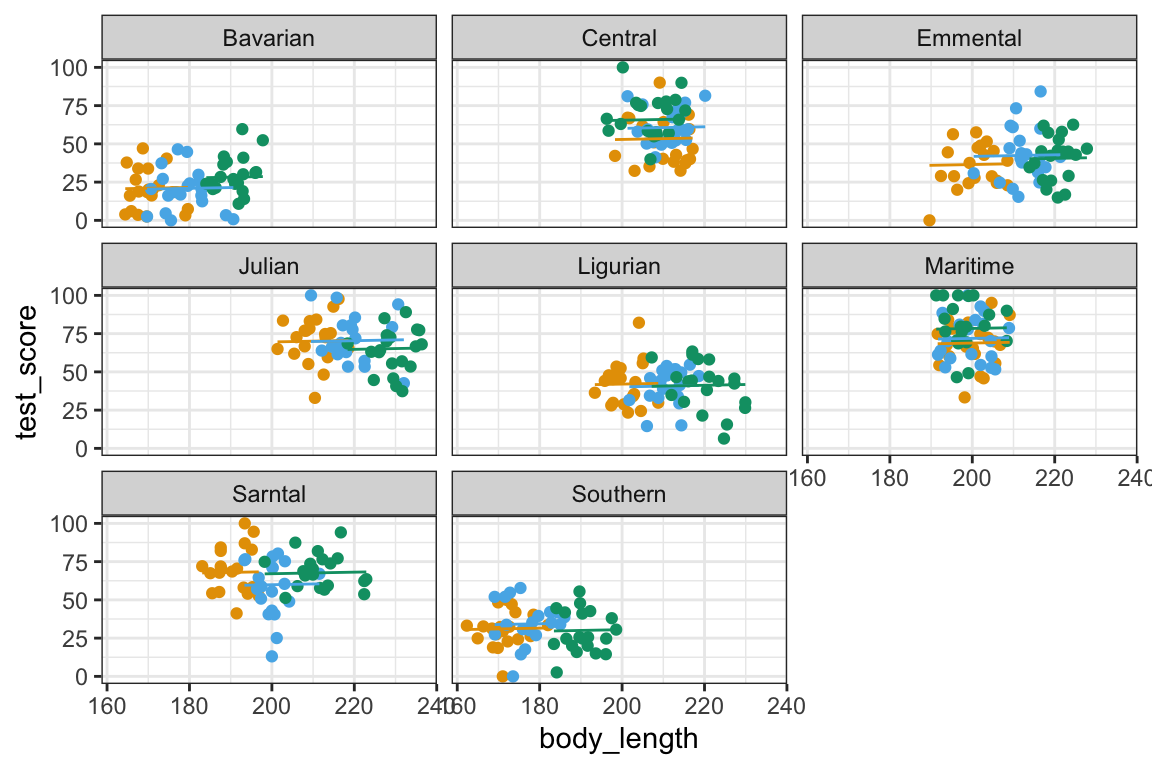 Bavarian Central Emmental
100
75
50
25
0
Julian Ligurian Maritime
100
75
50
25
0
160 180 200 220 240
Sarntal Southern
100
75
50
25
0
160 180 200 220 240 160 180 200 220 240
body_length
test_score